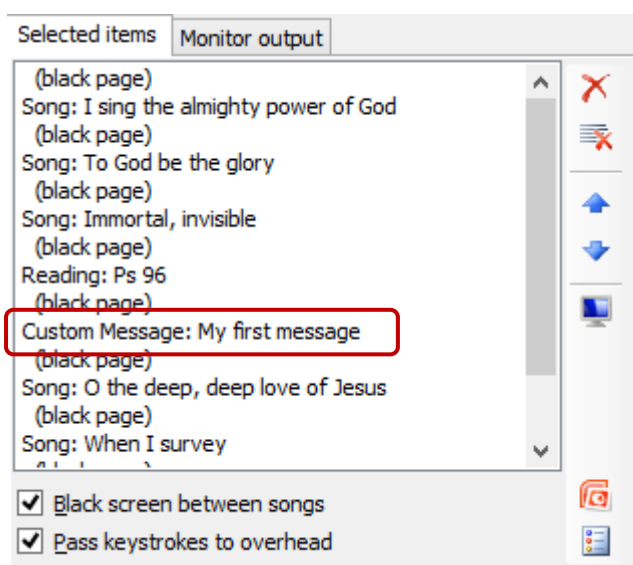 Selected items
Monitor output
(black page)
Song: I sing the almighty power of God
(black page)
Song: To God be the glory
(black page)
Song: Immortal, invisible
(black page)
Reading: Ps 96
(black page)
Custom Message: My first message
(black page)
Song: O the deep, deep love of Jesus
(black page)
Song: When I survey
Black screen between songs
Pass keystrokes to overhead